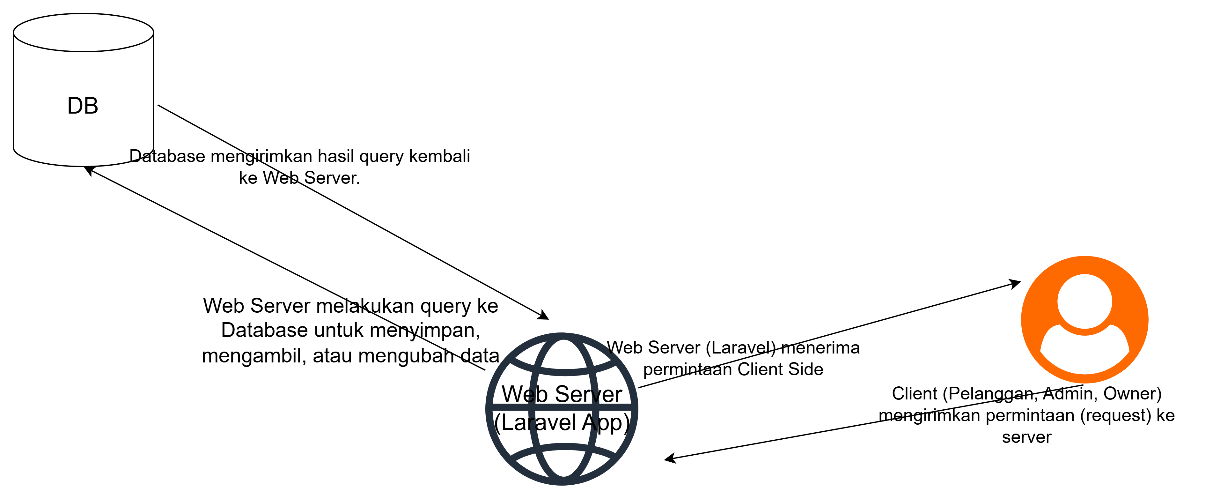 DB
Database mengirimkan hasil query kembali
ke Web Server.
Web Server melakukan query ke
Database untuk menyimpan,
mengambil, atau mengubah data
Web Server
(Laravel App)
Web Server (Laravel) menerima
permintaan Client Side
Client (Pelanggan, Admin, Owner)
mengirimkan permintaan (request) ke
server